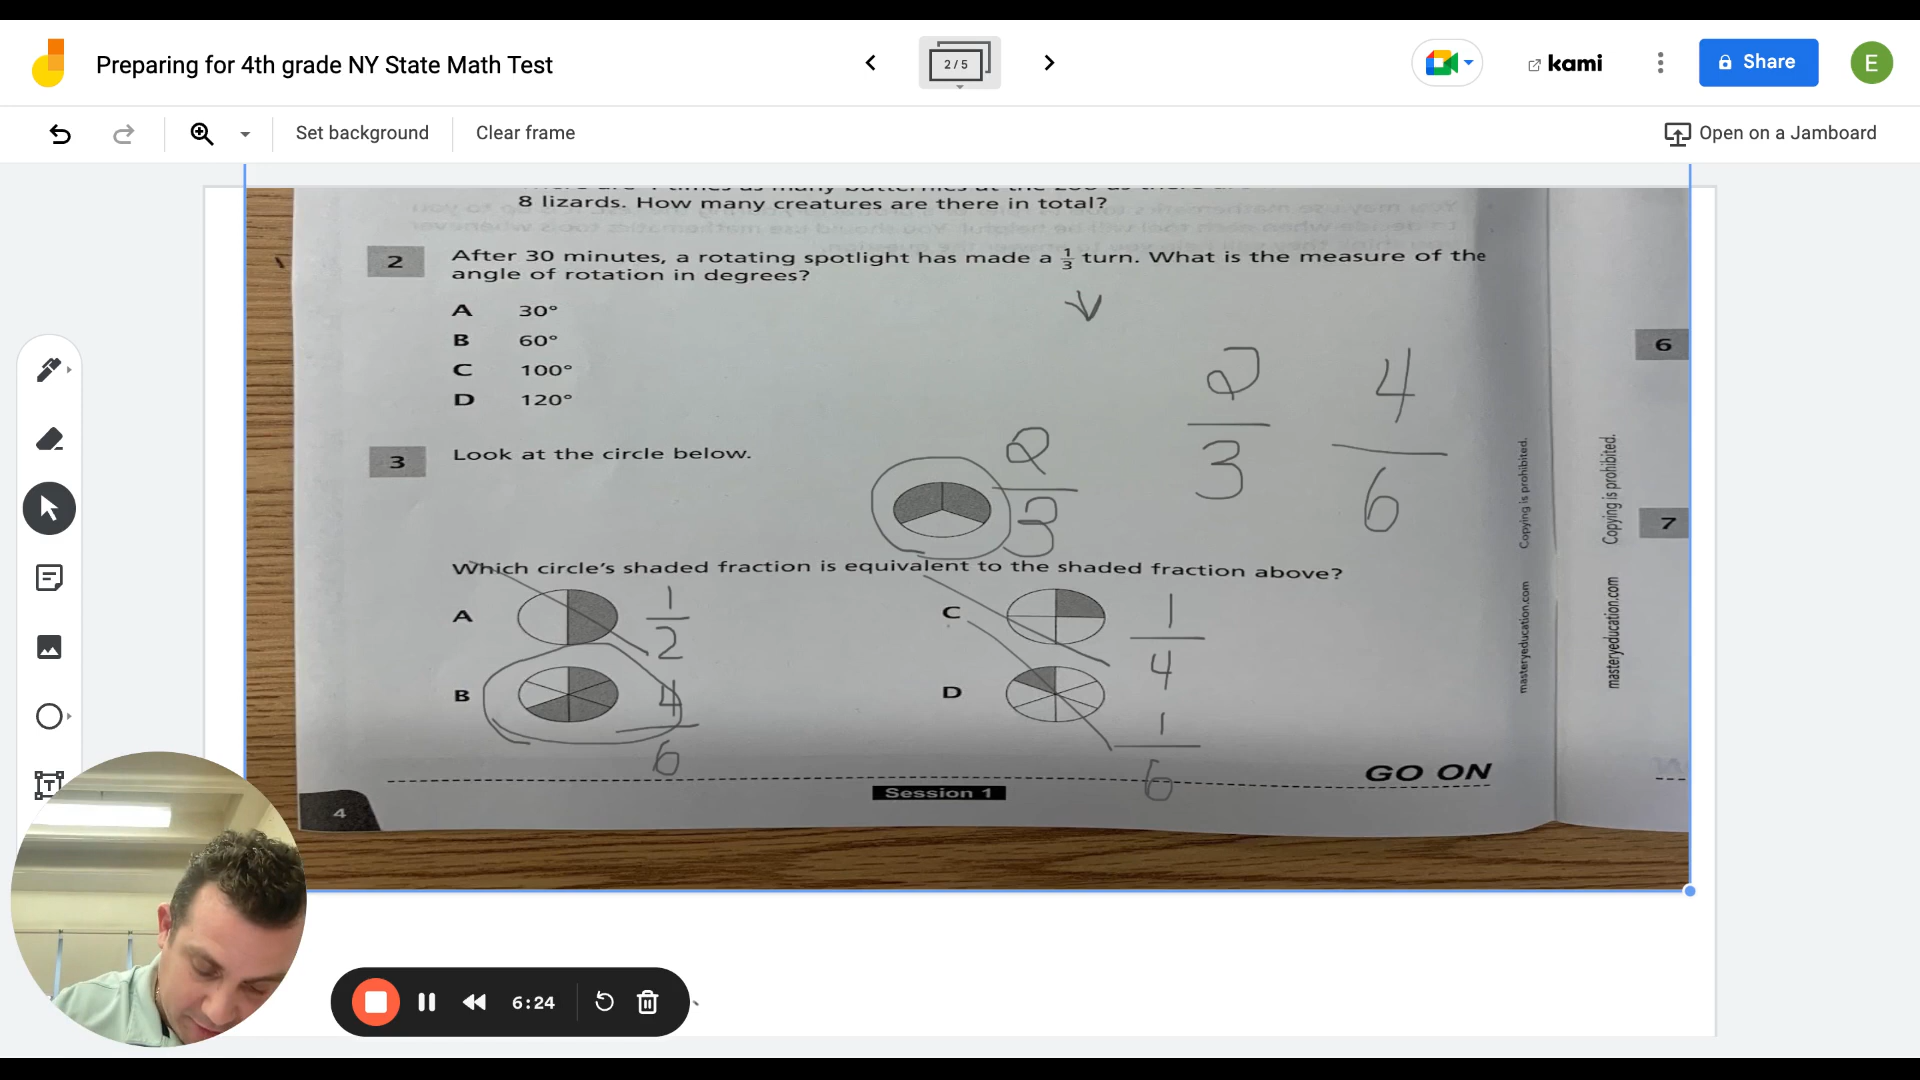 Preparing for 4th grade NY State Math Test
2/5
kami
Share
E
Set background
Clear frame
Open on a Jamboard
8 lizards. How many creatures are there in total?
2 After 30 minutes, a rotating spotlight has made a 1/3 turn. What is the measure of the
angle of rotation in degrees?
A 30°
B 60°
C 100°
D 120°
2/3 4/6
3 Look at the circle below.
2/3
Which circle's shaded fraction is equivalent to the shaded fraction above?
A 1/2
B 4/6
C 1/4
D 1/6
GO ON
Session 1
4
masteryeducation.com Copying is prohibited.
masteryeducation.com Copying is prohibited.
6
7
6:24